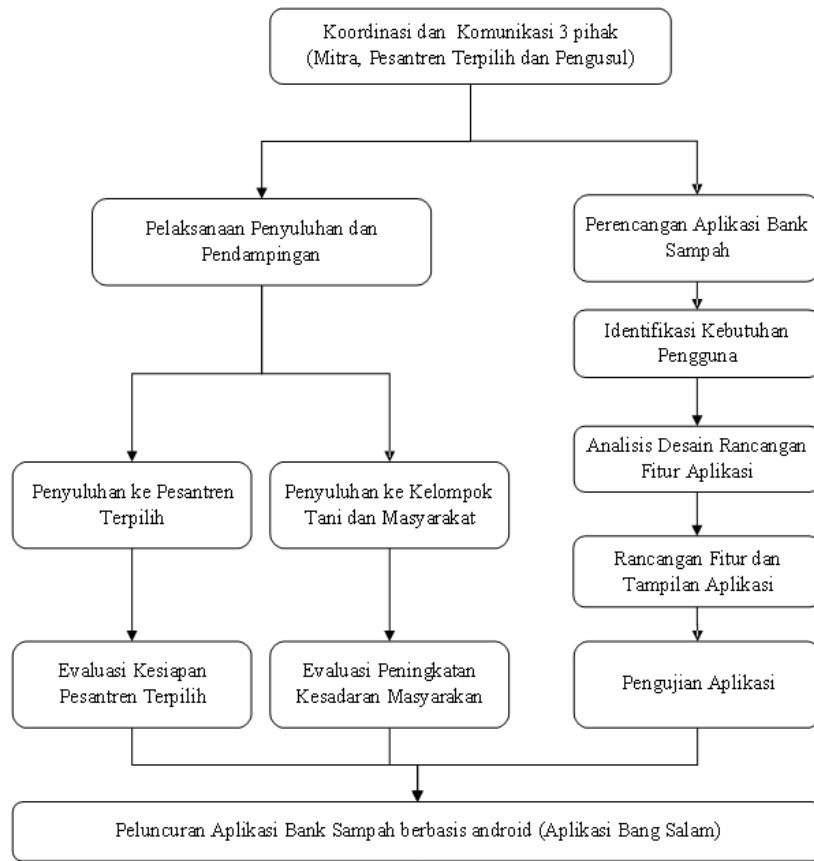 Koordinasi dan Komunikasi 3 pihak
(Mitra, Pesantren Terpilih dan Pengusul)
Pelaksanaan Penyuluhan dan
Pendampingan
Perencangan Aplikasi Bank
Sampah
Identifikasi Kebutuhan
Pengguna
Analisis Desain Rancangan
Fitur Aplikasi
Penyuluhan ke Pesantren
Terpilih
Penyuluhan ke Kelompok
Tani dan Masyarakat
Rancangan Fitur dan
Tampilan Aplikasi
Evaluasi Kesiapan
Pesantren Terpilih
Evaluasi Peningkatan
Kesadaran Masyarakan
Pengujian Aplikasi
Peluncuran Aplikasi Bank Sampah berbasis android (Aplikasi Bang Salam)